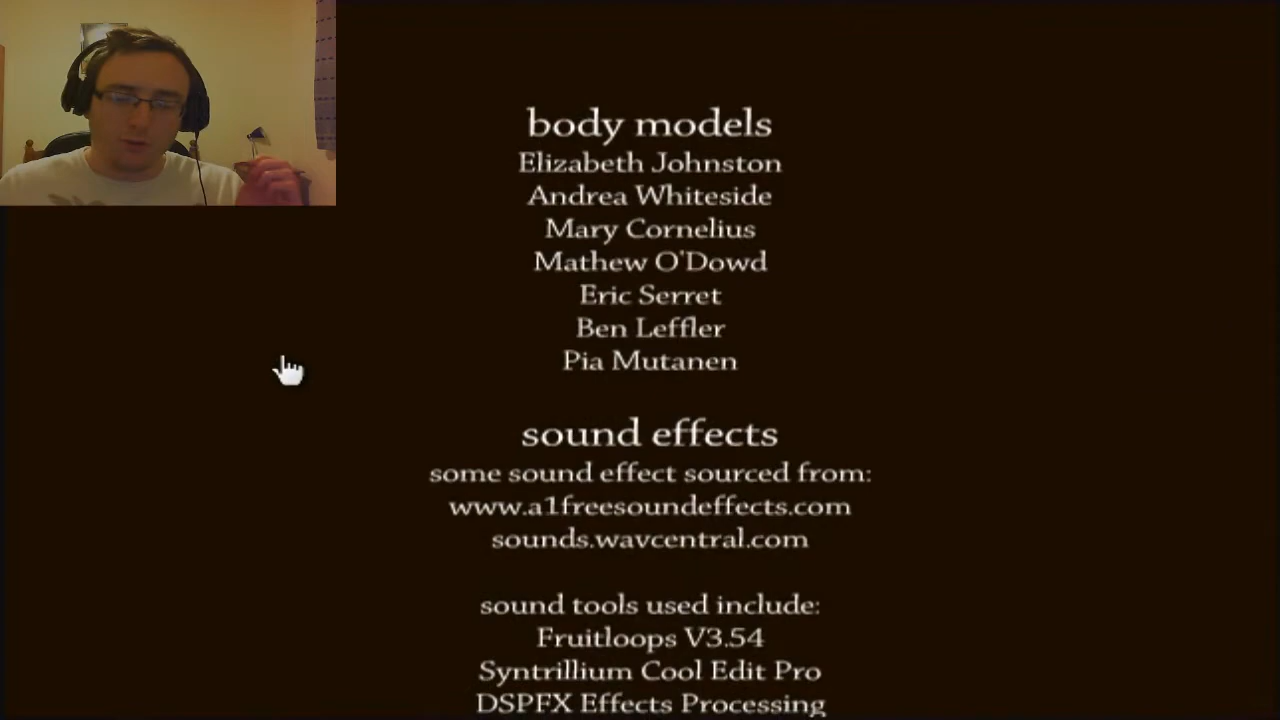 body models
Elizabeth Johnston
Andrea Whiteside
Mary Cornelius
Mathew O'Dowd
Eric Serret
Ben Leffler
Pia Mutanen
sound effects
some sound effect sourced from:
www.a1freesoundeffects.com
sounds.wavcentral.com
sound tools used include:
Fruitloops V3.54
Syntrillium Cool Edit Pro
DSPFX Effects Processing